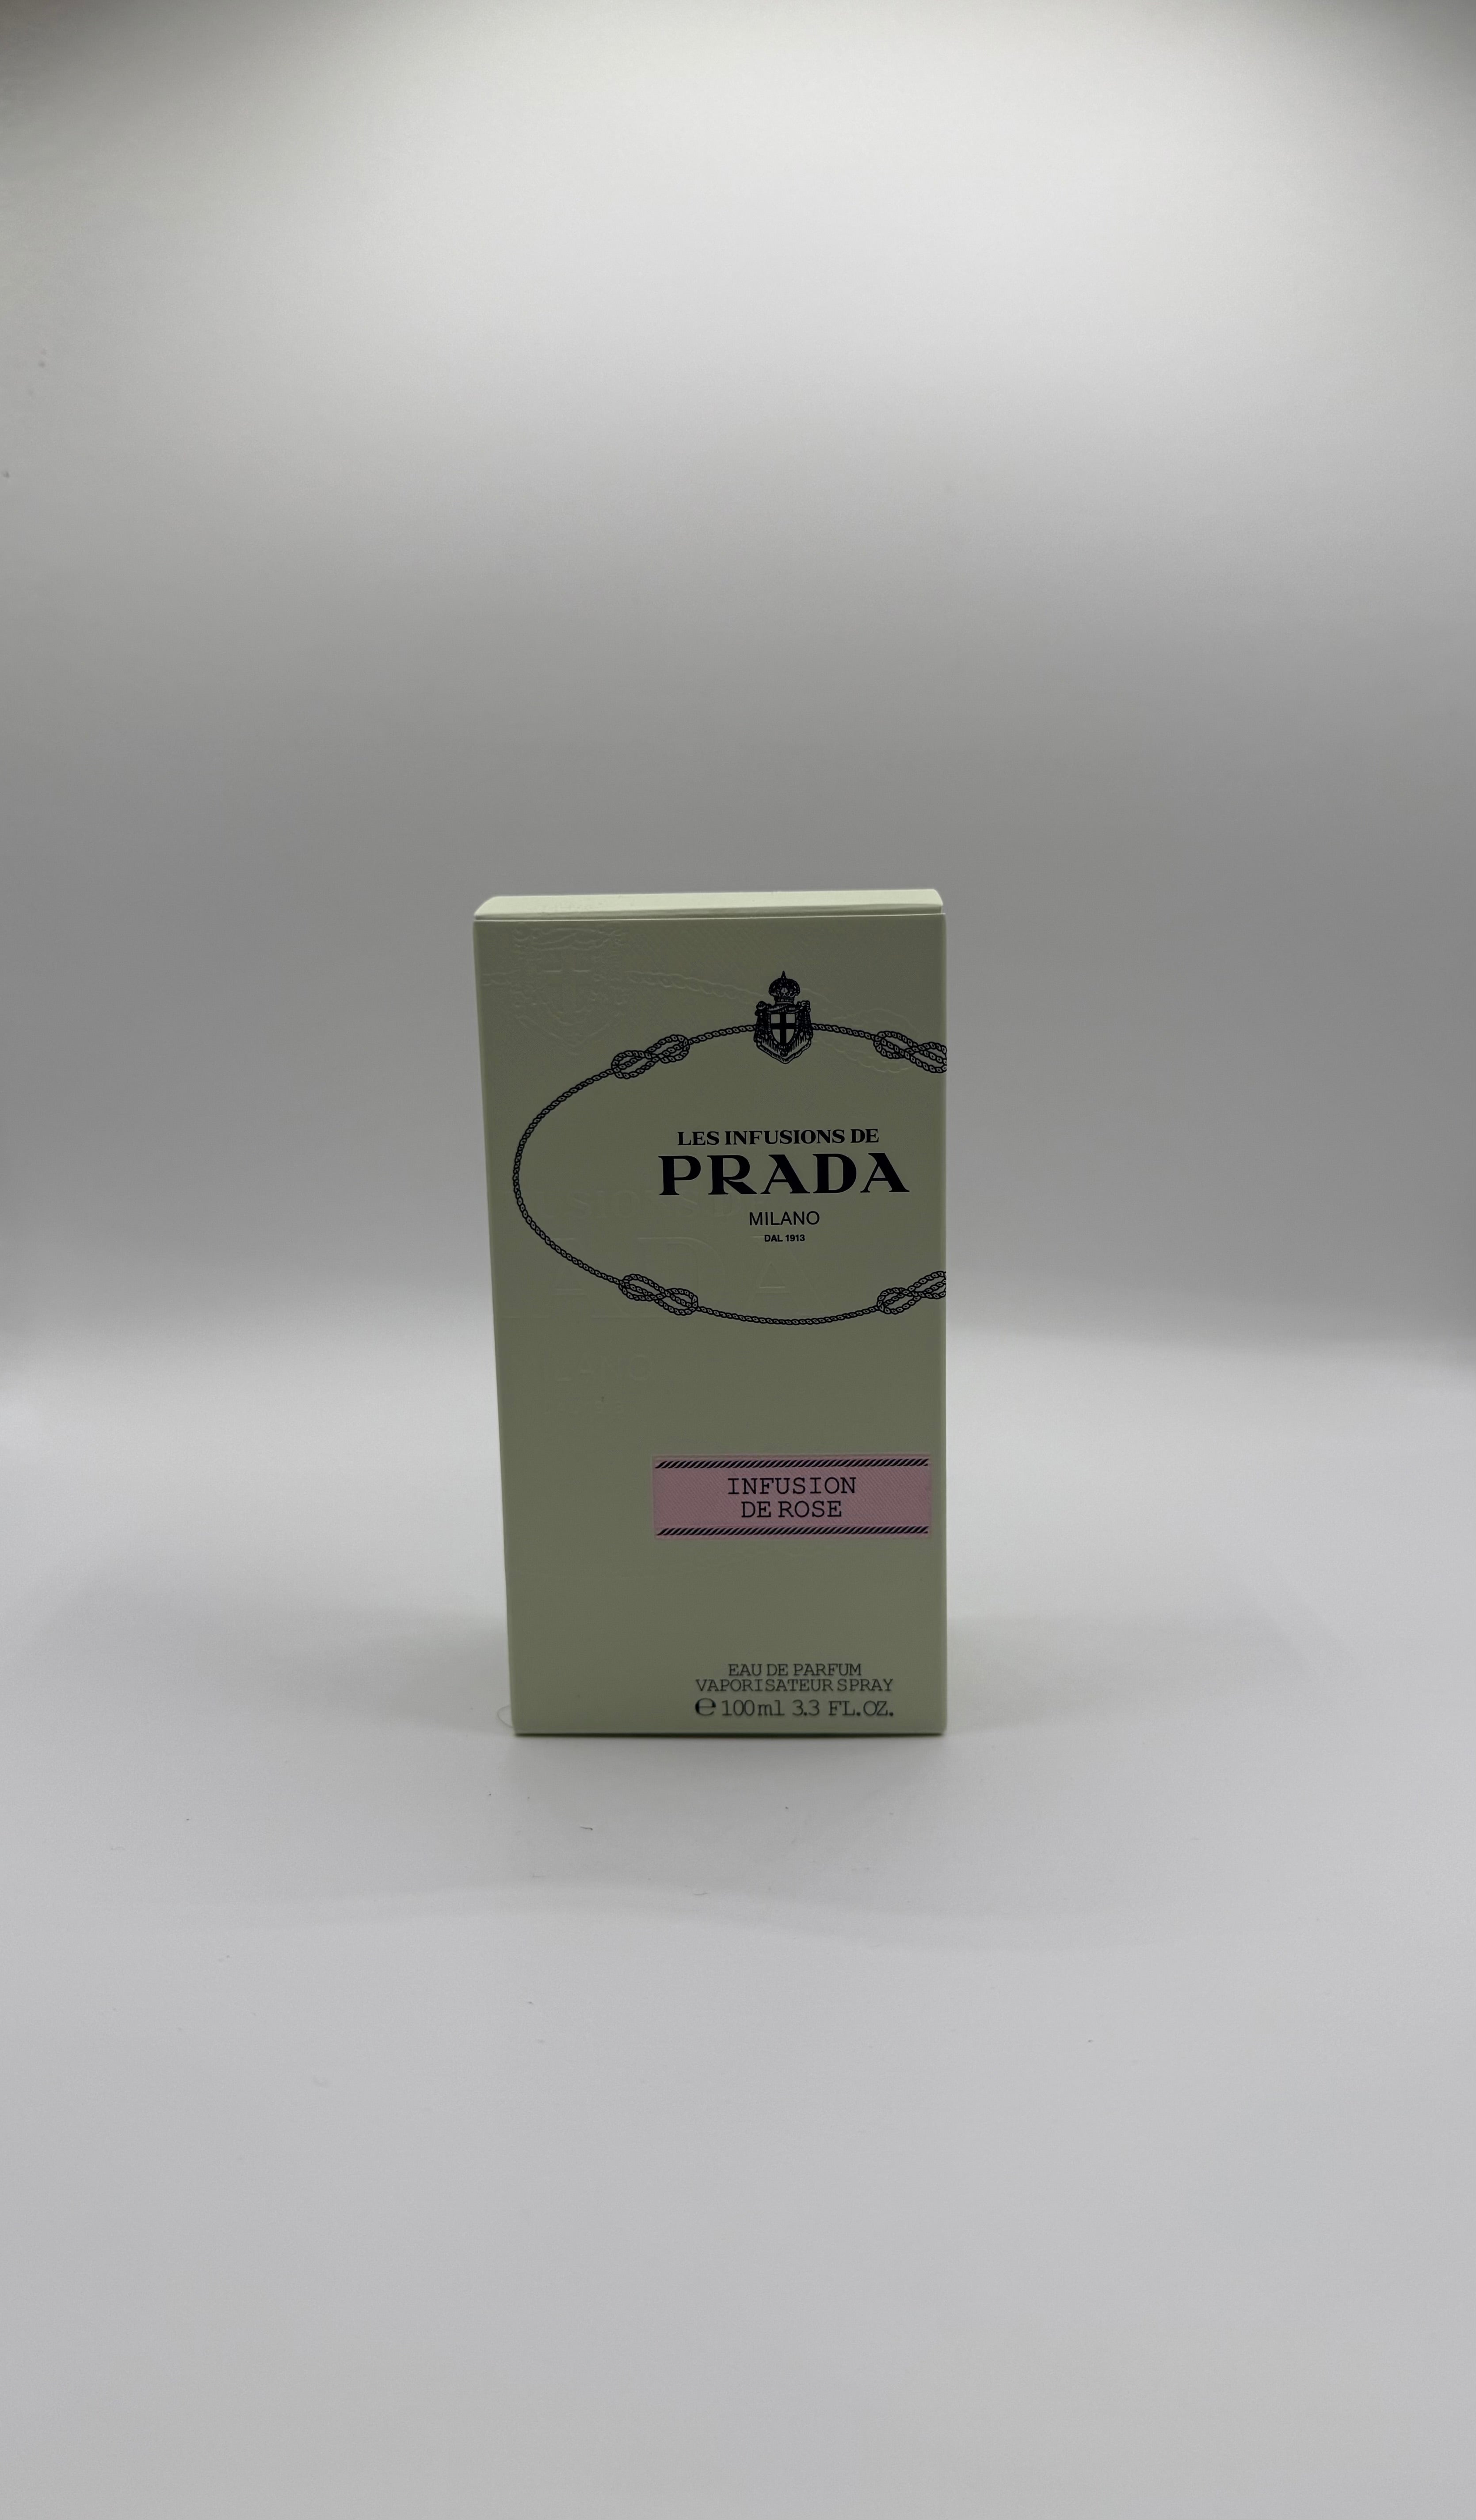 LES INFUSIONS DE
PRADA
MILANO
DAL 1913
INFUSION
DE ROSE
EAU DE PARFUM
VAPORISATEUR SPRAY
℮ 100ml 3.3 FL.OZ.